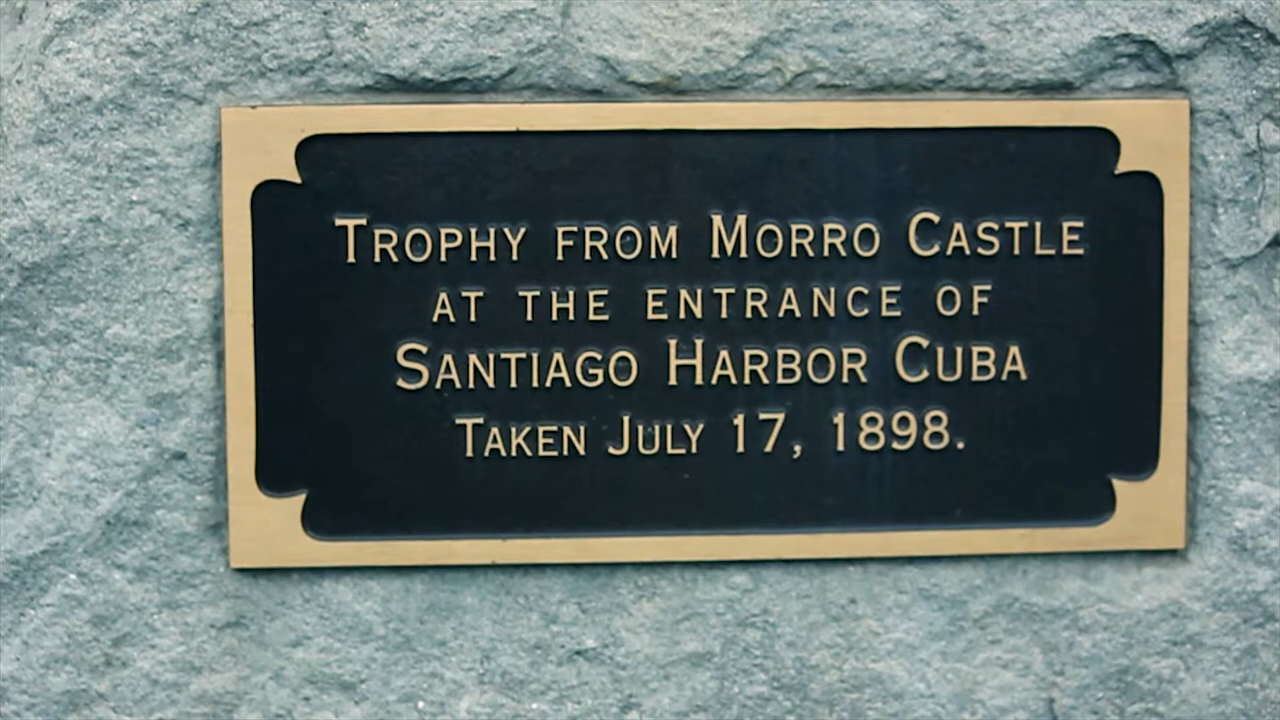 Trophy from Morro Castle
at the entrance of
Santiago Harbor Cuba
Taken July 17, 1898.